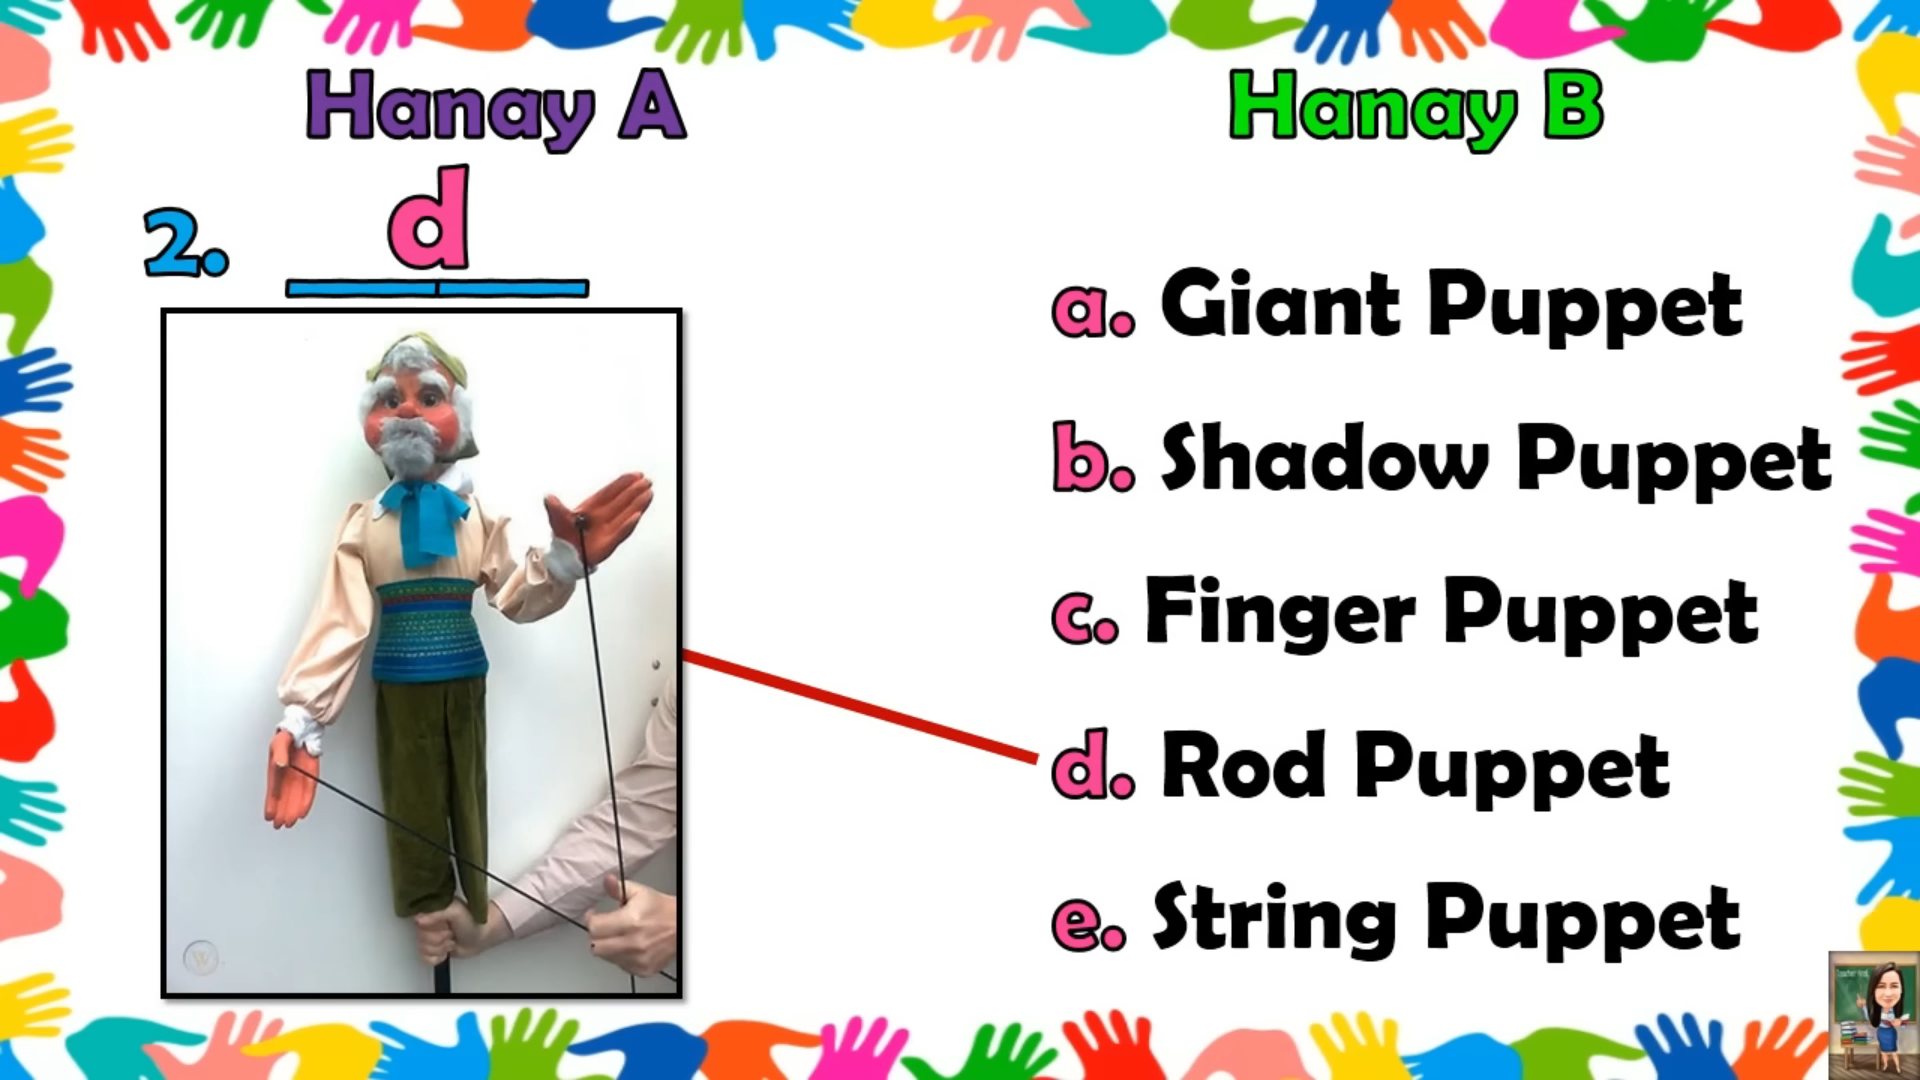 Hanay A
Hanay B
2. d
a. Giant Puppet
b. Shadow Puppet
c. Finger Puppet
d. Rod Puppet
e. String Puppet
W